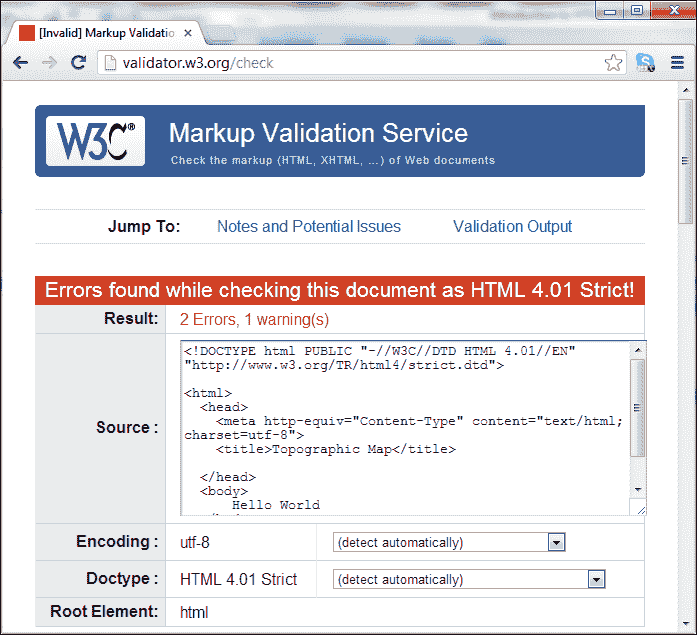 [Invalid] Markup Validatio
validator.w3.org/check
W3C®
Markup Validation Service
Check the markup (HTML, XHTML, …) of Web documents
Jump To: Notes and Potential Issues Validation Output
Errors found while checking this document as HTML 4.01 Strict!
Result: 2 Errors, 1 warning(s)
Source :
<!DOCTYPE html PUBLIC "-//W3C//DTD HTML 4.01//EN"
"http://www.w3.org/TR/html4/strict.dtd">
<html>
<head>
<meta http-equiv="Content-Type" content="text/html;
charset=utf-8">
<title>Topographic Map</title>
</head>
<body>
Hello World
Encoding : utf-8 (detect automatically)
Doctype : HTML 4.01 Strict (detect automatically)
Root Element: html